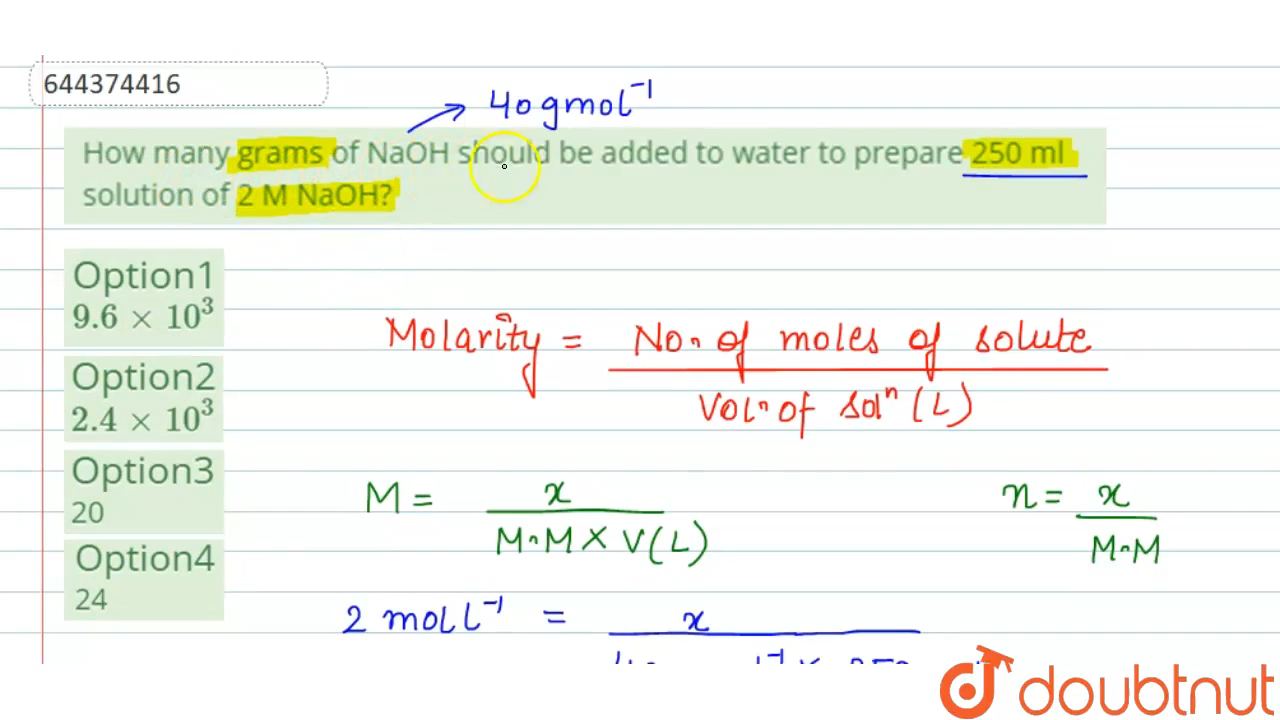 644374416
40 g mol⁻¹
How many grams of NaOH should be added to water to prepare 250 ml
solution of 2 M NaOH?
Option1
9.6 × 10³
Option2
2.4 × 10³
Option3
20
Option4
24
Molarity = No. of moles of solute
Vol. of solⁿ (L)
M = x
M.M × V(L)
n = x
M.M
2 mol L⁻¹ = x
doubtnut